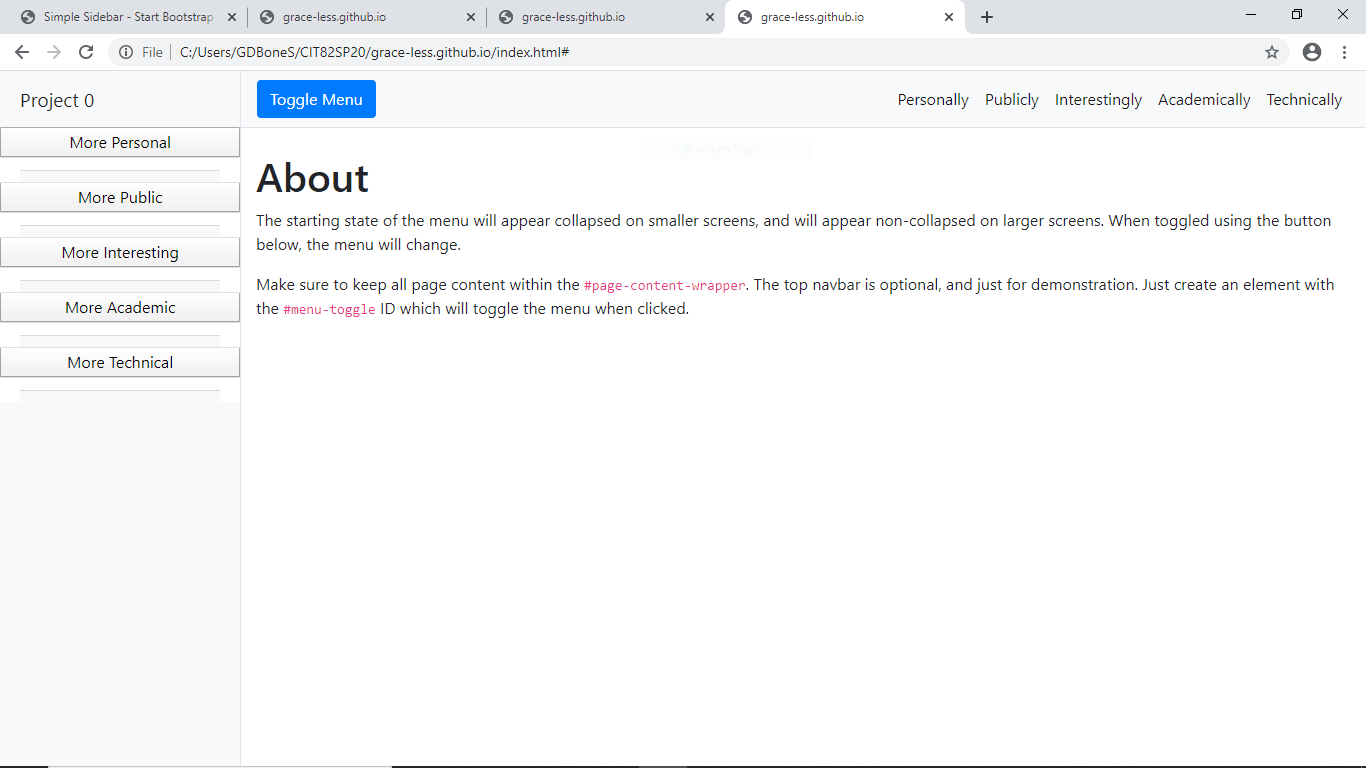 Simple Sidebar - Start Bootstrap
grace-less.github.io
grace-less.github.io
grace-less.github.io
File
C:/Users/GDBoneS/CIT82SP20/grace-less.github.io/index.html#
Project 0
Toggle Menu
Personally Publicly Interestingly Academically Technically
More Personal
More Public
More Interesting
More Academic
More Technical
Full-screen Snip
About
The starting state of the menu will appear collapsed on smaller screens, and will appear non-collapsed on larger screens. When toggled using the button
below, the menu will change.
Make sure to keep all page content within the #page-content-wrapper. The top navbar is optional, and just for demonstration. Just create an element with
the #menu-toggle ID which will toggle the menu when clicked.